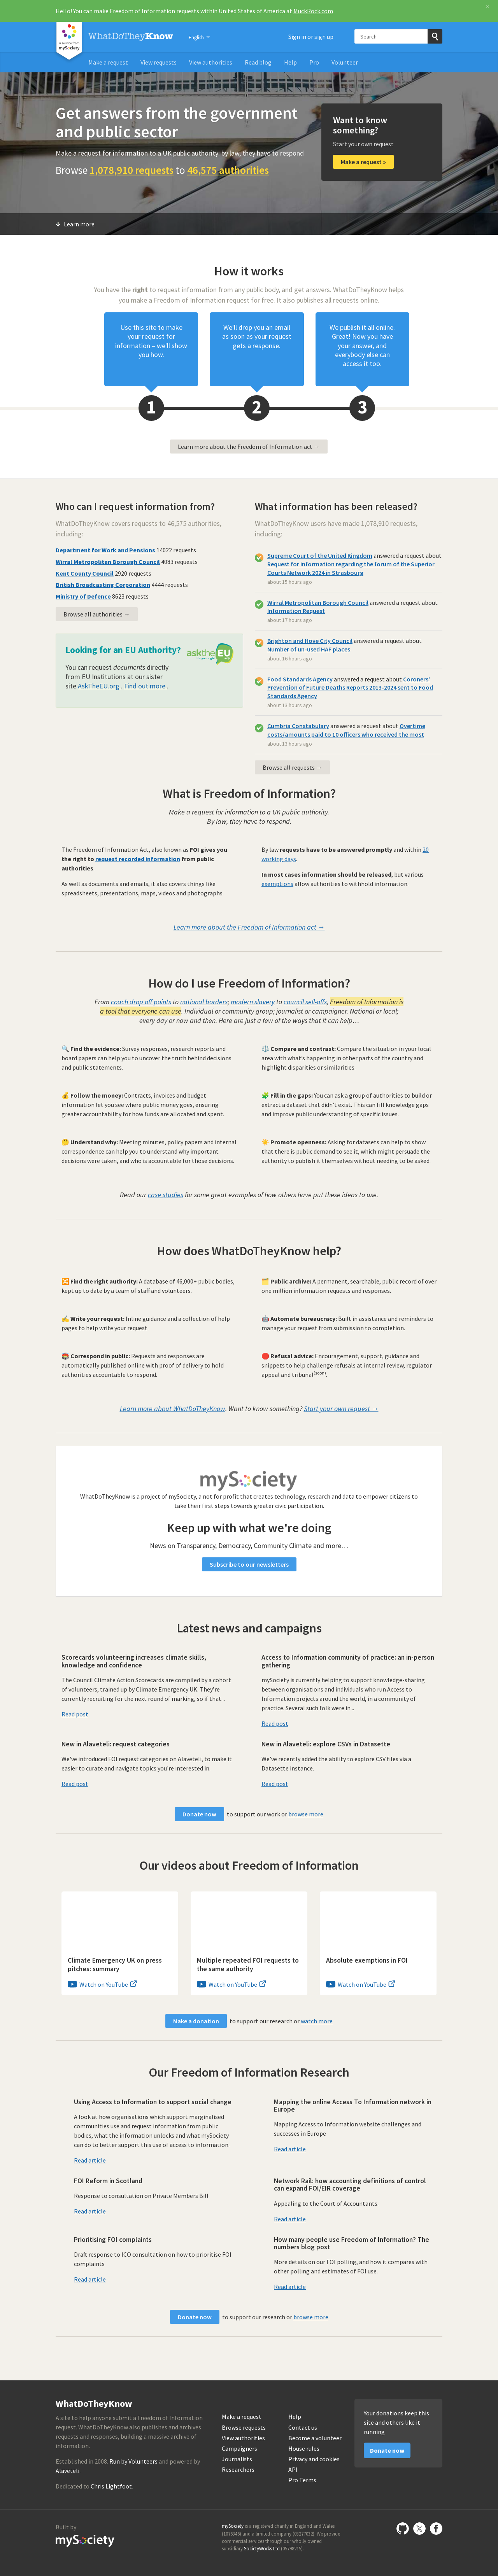 Hello! You can make Freedom of Information requests within United States of America at MuckRock.com
×
A service from mySociety
WhatDoTheyKnow
English
Sign in or sign up
Search
Make a request
View requests
View authorities
Read blog
Help
Pro
Volunteer
Get answers from the government
and public sector
Make a request for information to a UK public authority: by law, they have to respond
Browse 1,078,910 requests to 46,575 authorities
Want to know
something?
Start your own request
Make a request »
Learn more
How it works
You have the right to request information from any public body, and get answers. WhatDoTheyKnow helps
you make a Freedom of Information request for free. It also publishes all requests online.
Use this site to make
your request for
information – we'll show
you how.
We'll drop you an email
as soon as your request
gets a response.
We publish it all online.
Great! Now you have
your answer, and
everybody else can
access it too.
1
2
3
Learn more about the Freedom of Information act →
Who can I request information from?
WhatDoTheyKnow covers requests to 46,575 authorities,
including:
Department for Work and Pensions 14022 requests
Wirral Metropolitan Borough Council 4083 requests
Kent County Council 2920 requests
British Broadcasting Corporation 4444 requests
Ministry of Defence 8623 requests
Browse all authorities →
Looking for an EU Authority?
asktheEU
You can request documents directly
from EU Institutions at our sister
site AskTheEU.org . Find out more .
What information has been released?
WhatDoTheyKnow users have made 1,078,910 requests,
including:
Supreme Court of the United Kingdom answered a request about
Request for information regarding the forum of the Superior
Courts Network 2024 in Strasbourg
about 15 hours ago
Wirral Metropolitan Borough Council answered a request about
Information Request
about 17 hours ago
Brighton and Hove City Council answered a request about
Number of un-used HAF places
about 16 hours ago
Food Standards Agency answered a request about Coroners'
Prevention of Future Deaths Reports 2013-2024 sent to Food
Standards Agency
about 13 hours ago
Cumbria Constabulary answered a request about Overtime
costs/amounts paid to 10 officers who received the most
about 13 hours ago
Browse all requests →
What is Freedom of Information?
Make a request for information to a UK public authority.
By law, they have to respond.
The Freedom of Information Act, also known as FOI gives you
the right to request recorded information from public
authorities.
As well as documents and emails, it also covers things like
spreadsheets, presentations, maps, videos and photographs.
By law requests have to be answered promptly and within 20
working days.
In most cases information should be released, but various
exemptions allow authorities to withhold information.
Learn more about the Freedom of Information act →
How do I use Freedom of Information?
From coach drop off points to national borders; modern slavery to council sell-offs, Freedom of Information is
a tool that everyone can use. Individual or community group; journalist or campaigner. National or local;
every day or now and then. Here are just a few of the ways that it can help…
🔍 Find the evidence: Survey responses, research reports and
board papers can help you to uncover the truth behind decisions
and public statements.
⚖️ Compare and contrast: Compare the situation in your local
area with what's happening in other parts of the country and
highlight disparities or similarities.
💰 Follow the money: Contracts, invoices and budget
information let you see where public money goes, ensuring
greater accountability for how funds are allocated and spent.
🧩 Fill in the gaps: You can ask a group of authorities to build or
extract a dataset that didn't exist. This can fill knowledge gaps
and improve public understanding of specific issues.
🤔 Understand why: Meeting minutes, policy papers and internal
correspondence can help you to understand why important
decisions were taken, and who is accountable for those decisions.
☀️ Promote openness: Asking for datasets can help to show
that there is public demand to see it, which might persuade the
authority to publish it themselves without needing to be asked.
Read our case studies for some great examples of how others have put these ideas to use.
How does WhatDoTheyKnow help?
🔀 Find the right authority: A database of 46,000+ public bodies,
kept up to date by a team of staff and volunteers.
🗂️ Public archive: A permanent, searchable, public record of over
one million information requests and responses.
✍️ Write your request: Inline guidance and a collection of help
pages to help write your request.
🤖 Automate bureaucracy: Built in assistance and reminders to
manage your request from submission to completion.
📮 Correspond in public: Requests and responses are
automatically published online with proof of delivery to hold
authorities accountable to respond.
🛑 Refusal advice: Encouragement, support, guidance and
snippets to help challenge refusals at internal review, regulator
appeal and tribunal[soon].
Learn more about WhatDoTheyKnow. Want to know something? Start your own request →
mySociety
WhatDoTheyKnow is a project of mySociety, a not for profit that creates technology, research and data to empower citizens to
take their first steps towards greater civic participation.
Keep up with what we're doing
News on Transparency, Democracy, Community Climate and more…
Subscribe to our newsletters
Latest news and campaigns
Scorecards volunteering increases climate skills,
knowledge and confidence
The Council Climate Action Scorecards are compiled by a cohort
of volunteers, trained up by Climate Emergency UK. They're
currently recruiting for the next round of marking, so if that...
Read post
Access to Information community of practice: an in-person
gathering
mySociety is currently helping to support knowledge-sharing
between organisations and individuals who run Access to
Information projects around the world, in a community of
practice. Several such folk were in...
Read post
New in Alaveteli: request categories
We've introduced FOI request categories on Alaveteli, to make it
easier to curate and navigate topics you're interested in.
Read post
New in Alaveteli: explore CSVs in Datasette
We've recently added the ability to explore CSV files via a
Datasette instance.
Read post
Donate now to support our work or browse more
Our videos about Freedom of Information
Climate Emergency UK on press
pitches: summary
Watch on YouTube
Multiple repeated FOI requests to
the same authority
Watch on YouTube
Absolute exemptions in FOI
Watch on YouTube
Make a donation to support our research or watch more
Our Freedom of Information Research
Using Access to Information to support social change
A look at how organisations which support marginalised
communities use and request information from public
bodies, what the information unlocks and what mySociety
can do to better support this use of access to information.
Read article
Mapping the online Access To Information network in
Europe
Mapping Access to Information website challenges and
successes in Europe
Read article
FOI Reform in Scotland
Response to consultation on Private Members Bill
Read article
Network Rail: how accounting definitions of control
can expand FOI/EIR coverage
Appealing to the Court of Accountants.
Read article
Prioritising FOI complaints
Draft response to ICO consultation on how to prioritise FOI
complaints
Read article
How many people use Freedom of Information? The
numbers blog post
More details on our FOI polling, and how it compares with
other polling and estimates of FOI use.
Read article
Donate now to support our research or browse more
WhatDoTheyKnow
A site to help anyone submit a Freedom of Information
request. WhatDoTheyKnow also publishes and archives
requests and responses, building a massive archive of
information.
Established in 2008. Run by Volunteers and powered by
Alaveteli.
Dedicated to Chris Lightfoot.
Make a request
Browse requests
View authorities
Campaigners
Journalists
Researchers
Help
Contact us
Become a volunteer
House rules
Privacy and cookies
API
Pro Terms
Your donations keep this
site and others like it
running
Donate now
Built by
mySociety
mySociety is a registered charity in England and Wales
(1076346) and a limited company (03277032). We provide
commercial services through our wholly owned
subsidiary SocietyWorks Ltd (05798215).